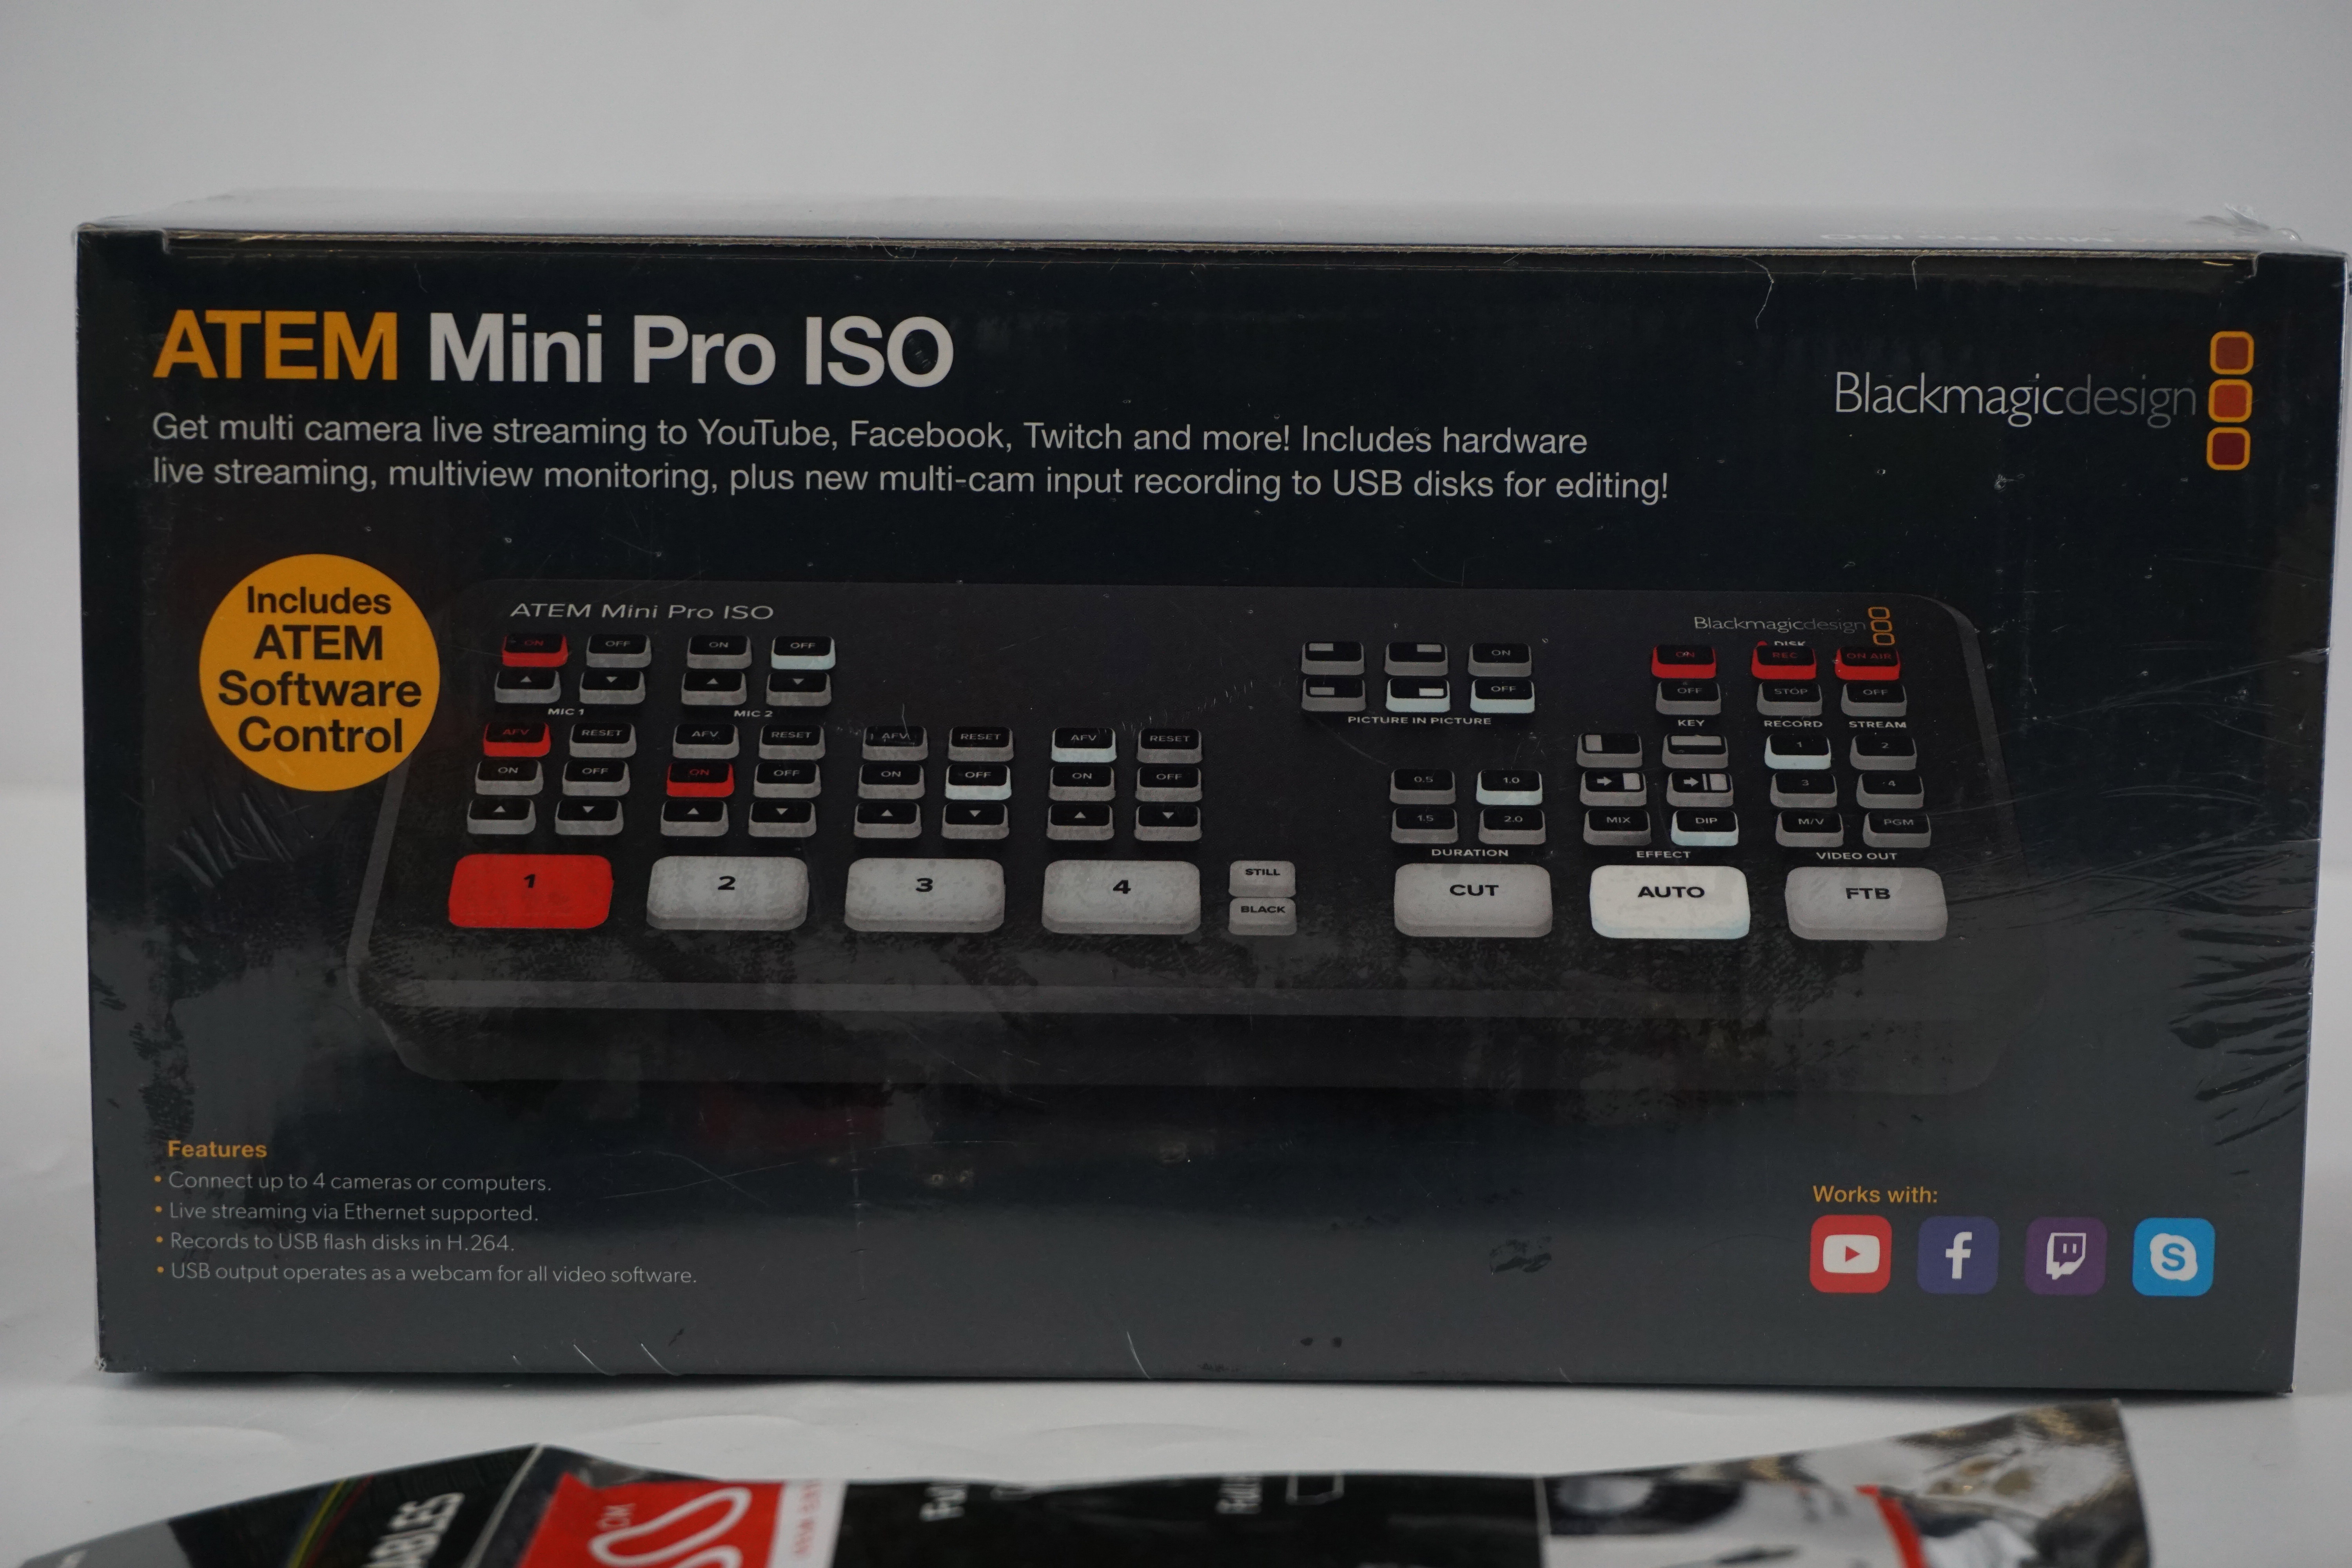 ATEM Mini Pro ISO
Get multi camera live streaming to YouTube, Facebook, Twitch and more! Includes hardware
live streaming, multiview monitoring, plus new multi-cam input recording to USB disks for editing!
Blackmagicdesign
Includes
ATEM
Software
Control
ATEM Mini Pro ISO
Blackmagicdesign
DISK
ON OFF ON OFF ON ON REC ON AIR
OFF OFF STOP OFF
MIC 1 MIC 2 PICTURE IN PICTURE KEY RECORD STREAM
AFV RESET AFV RESET AFV RESET AFV RESET 1 2
ON OFF ON OFF ON OFF ON OFF 0.5 1.0 3 4
1.5 2.0 MIX DIP M/V PGM
DURATION EFFECT VIDEO OUT
1 2 3 4 STILL CUT AUTO FTB
BLACK
Features
• Connect up to 4 cameras or computers.
• Live streaming via Ethernet supported.
• Records to USB flash disks in H.264.
• USB output operates as a webcam for all video software.
Works with: